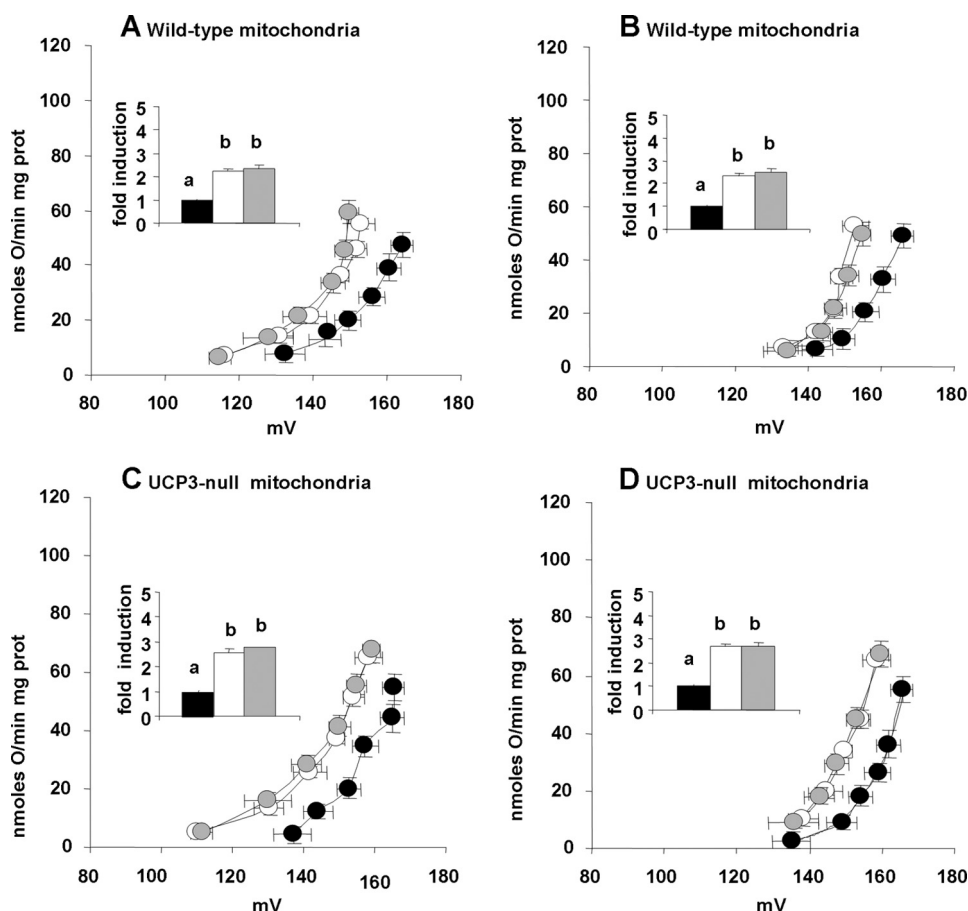 A Wild-type mitochondria
B Wild-type mitochondria
120
100
80
60
40
20
0
nmoles O/min mg prot
5
4
3
2
1
0
fold induction
a
b
b
80 100 120 140 160 180
mV
120
100
80
60
40
20
0
nmoles O/min mg prot
5
4
3
2
1
0
fold induction
a
b
b
80 100 120 140 160 180
mV
C UCP3-null mitochondria
D UCP3-null mitochondria
120
100
80
60
40
20
0
nmoles O/min mg prot
5
4
3
2
1
0
fold induction
a
b
b
80 100 120 140 160
mV
120
100
80
60
40
20
0
nmoles O/min mg prot
5
4
3
2
1
0
fold induction
a
b
b
80 100 120 140 160 180
mV